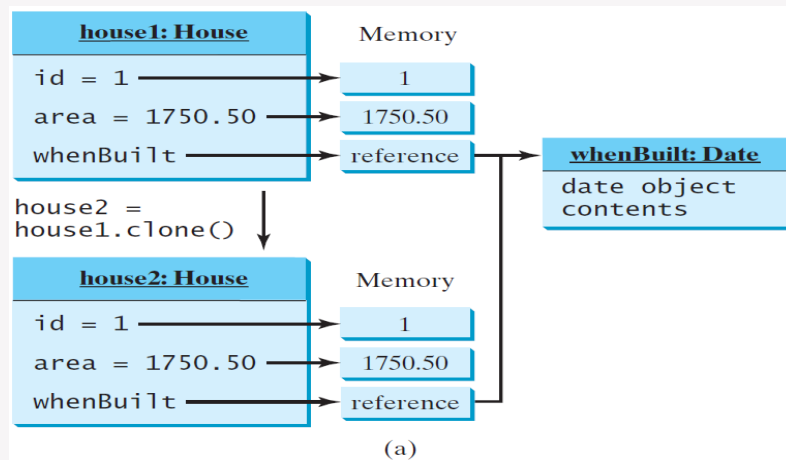 house1: House
Memory
id = 1
1
area = 1750.50
1750.50
whenBuilt
reference
whenBuilt: Date
date object
contents
house2 =
house1.clone()
house2: House
Memory
id = 1
1
area = 1750.50
1750.50
whenBuilt
reference
(a)